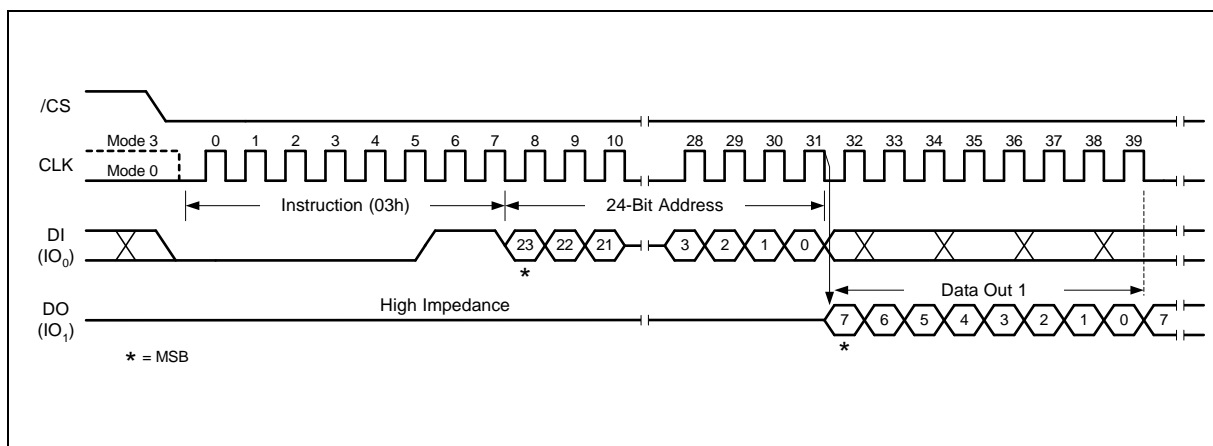 /CS
Mode 3 0 1 2 3 4 5 6 7 8 9 10 28 29 30 31 32 33 34 35 36 37 38 39
CLK
Mode 0
Instruction (03h) 24-Bit Address
DI
(IO0)
23 22 21 3 2 1 0
*
High Impedance Data Out 1
DO
(IO1)
7 6 5 4 3 2 1 0 7
*
* = MSB